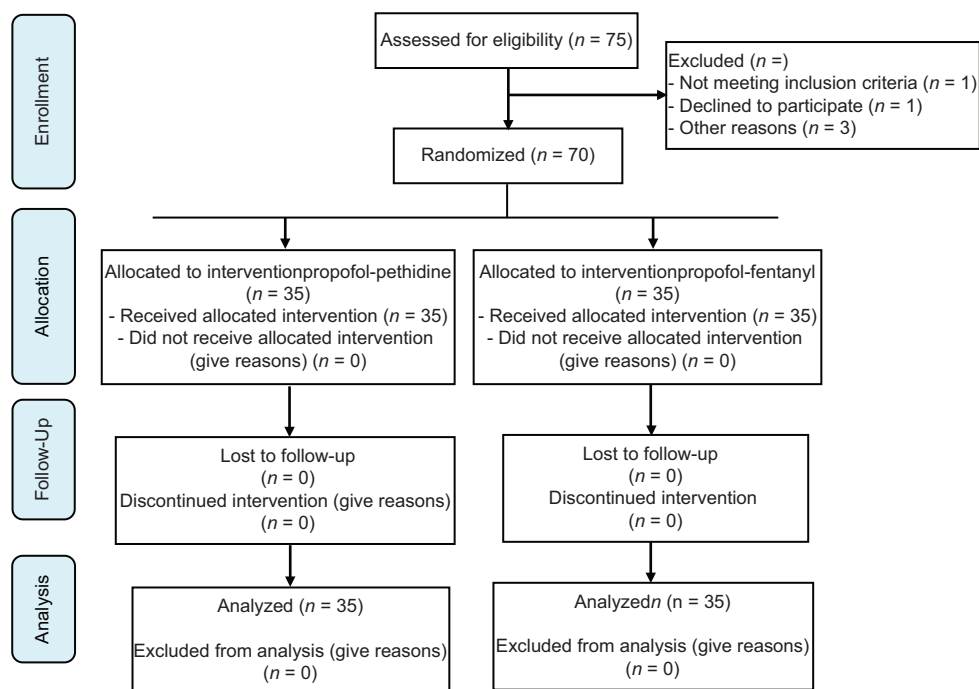 Enrollment
Assessed for eligibility (n = 75)
Excluded (n =)
- Not meeting inclusion criteria (n = 1)
- Declined to participate (n = 1)
- Other reasons (n = 3)
Randomized (n = 70)
Allocation
Allocated to interventionpropofol-pethidine
(n = 35)
- Received allocated intervention (n = 35)
- Did not receive allocated intervention
(give reasons) (n = 0)
Allocated to interventionpropofol-fentanyl
(n = 35)
- Received allocated intervention (n = 35)
- Did not receive allocated intervention
(give reasons) (n = 0)
Follow-Up
Lost to follow-up
(n = 0)
Discontinued intervention (give reasons)
(n = 0)
Lost to follow-up
(n = 0)
Discontinued intervention
(n = 0)
Analysis
Analyzed (n = 35)
Excluded from analysis (give reasons)
(n = 0)
Analyzedn (n = 35)
Excluded from analysis (give reasons)
(n = 0)